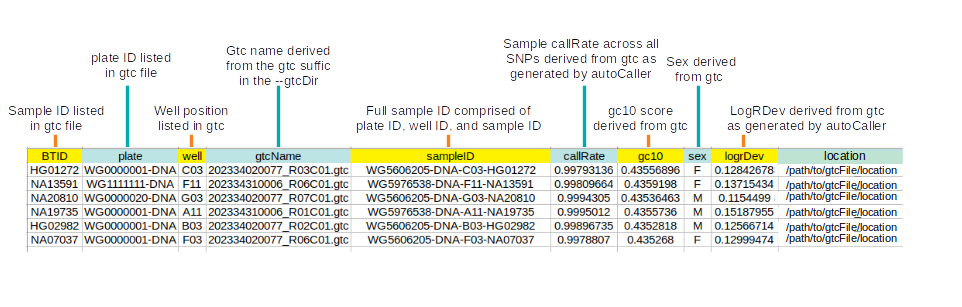 Sample ID listed
in gtc file
plate ID listed
in gtc file
Well position
listed in gtc
Gtc name derived
from the gtc suffic
in the --gtcDir
Full sample ID comprised of
plate ID, well ID, and sample ID
Sample callRate across all
SNPs derived from gtc as
generated by autoCaller
gc10 score
derived from gtc
Sex derived
from gtc
LogRDev derived from gtc
as generated by autoCaller
BTID plate well gtcName sampleID callRate gc10 sex logrDev location
HG01272 WG0000001-DNA C03 202334020077_R03C01.gtc WG5606205-DNA-C03-HG01272 0.99793136 0.43556896 F 0.12842678 /path/to/gtcFile/location
NA13591 WG1111111-DNA F11 202334310006_R06C01.gtc WG5976538-DNA-F11-NA13591 0.99809664 0.4359198 F 0.13715434 /path/to/gtcFile/location
NA20810 WG0000020-DNA G03 202334020077_R07C01.gtc WG5606205-DNA-G03-NA20810 0.9994305 0.43536463 M 0.1154499 /path/to/gtcFile/location
NA19735 WG0000001-DNA A11 202334310006_R01C01.gtc WG5976538-DNA-A11-NA19735 0.9995012 0.4355736 M 0.15187955 /path/to/gtcFile/location
HG02982 WG0000001-DNA B03 202334020077_R02C01.gtc WG5606205-DNA-B03-HG02982 0.99896735 0.4352818 M 0.12566714 /path/to/gtcFile/location
NA07037 WG0000001-DNA F03 202334020077_R06C01.gtc WG5606205-DNA-F03-NA07037 0.9978807 0.435268 F 0.12999474 /path/to/gtcFile/location